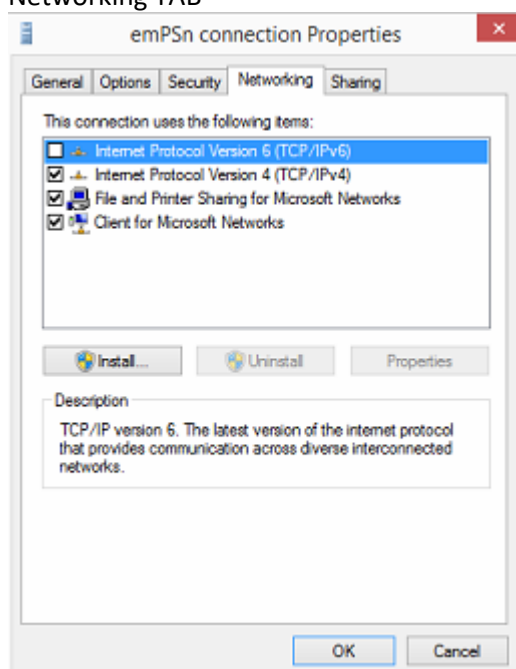 Networking TAB
emPSn connection Properties
General Options Security Networking Sharing
This connection uses the following items:
Internet Protocol Version 6 (TCP/IPv6)
Internet Protocol Version 4 (TCP/IPv4)
File and Printer Sharing for Microsoft Networks
Client for Microsoft Networks
Install... Uninstall Properties
Description
TCP/IP version 6. The latest version of the internet protocol
that provides communication across diverse interconnected
networks.
OK Cancel